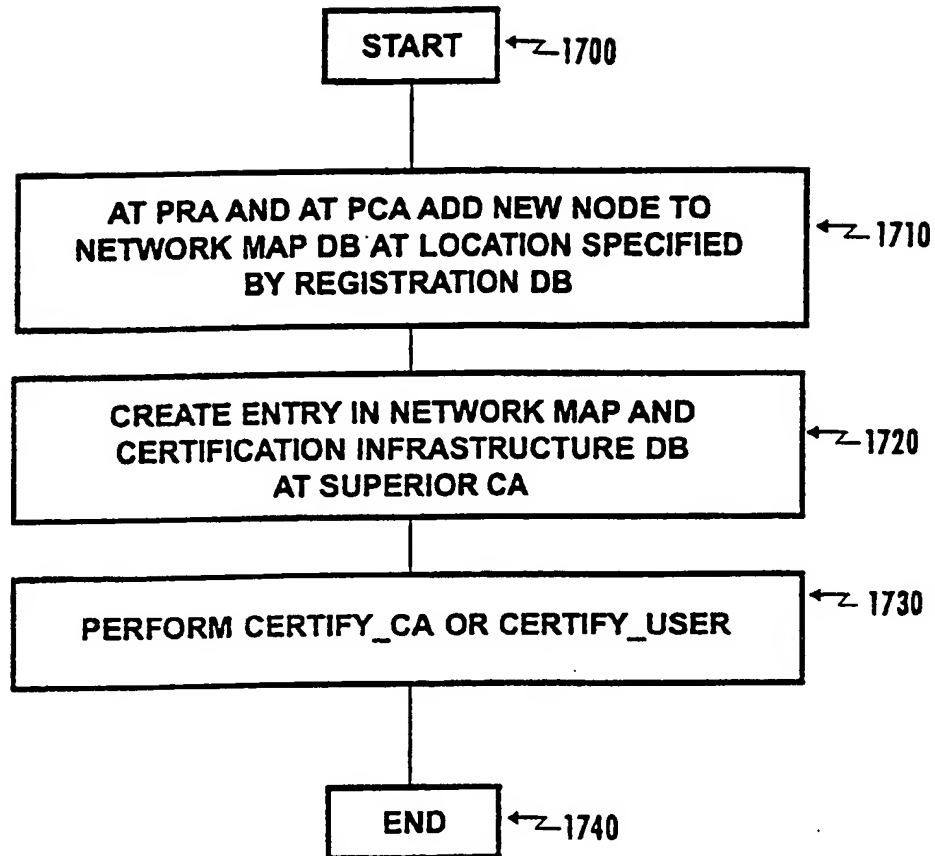 START
1700
AT PRA AND AT PCA ADD NEW NODE TO
NETWORK MAP DB AT LOCATION SPECIFIED
BY REGISTRATION DB
1710
CREATE ENTRY IN NETWORK MAP AND
CERTIFICATION INFRASTRUCTURE DB
AT SUPERIOR CA
1720
PERFORM CERTIFY_CA OR CERTIFY_USER
1730
END
1740